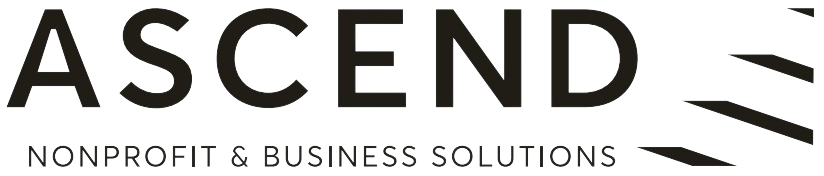 ASCEND
NONPROFIT & BUSINESS SOLUTIONS